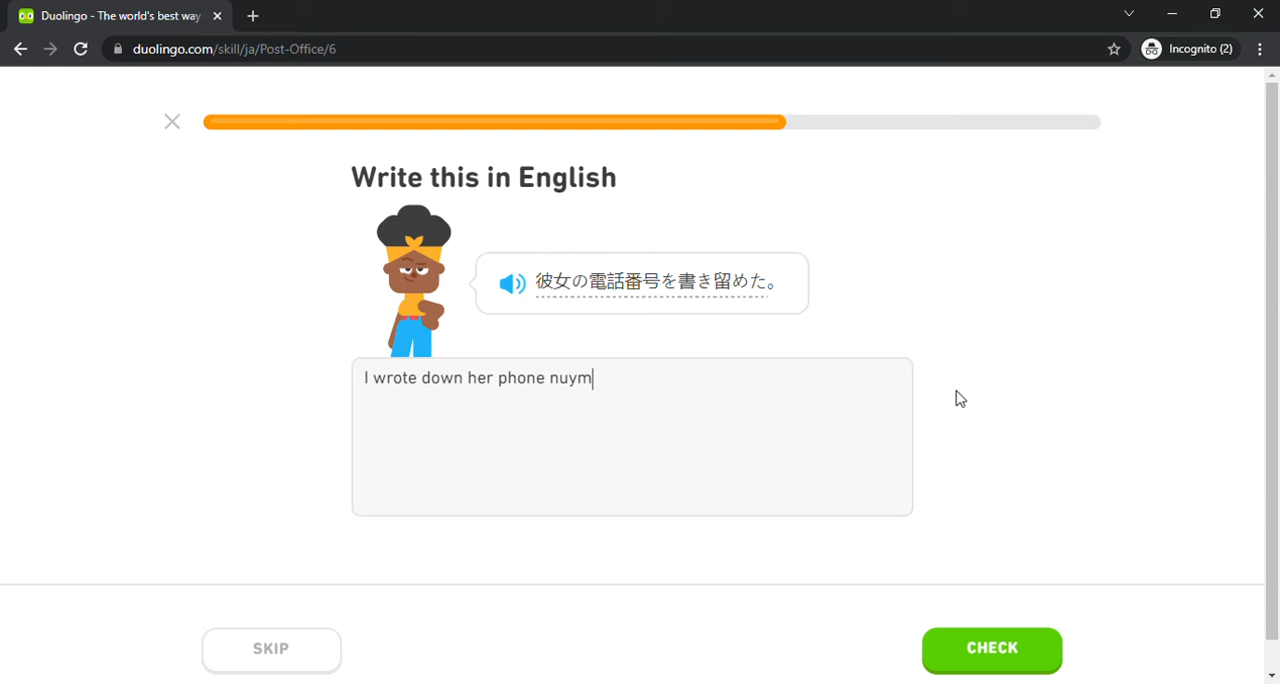 Duolingo - The world's best way
duolingo.com/skill/ja/Post-Office/6
Incognito (2)
Write this in English
彼女の電話番号を書き留めた。
I wrote down her phone nuym
SKIP
CHECK